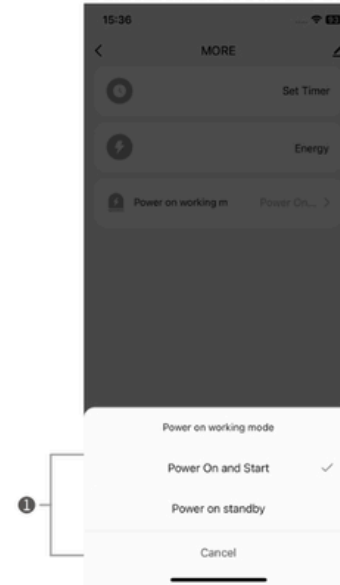 15:36
MORE
Set Timer
Energy
Power on working m Power On... >
Power on working mode
Power On and Start
Power on standby
Cancel
1